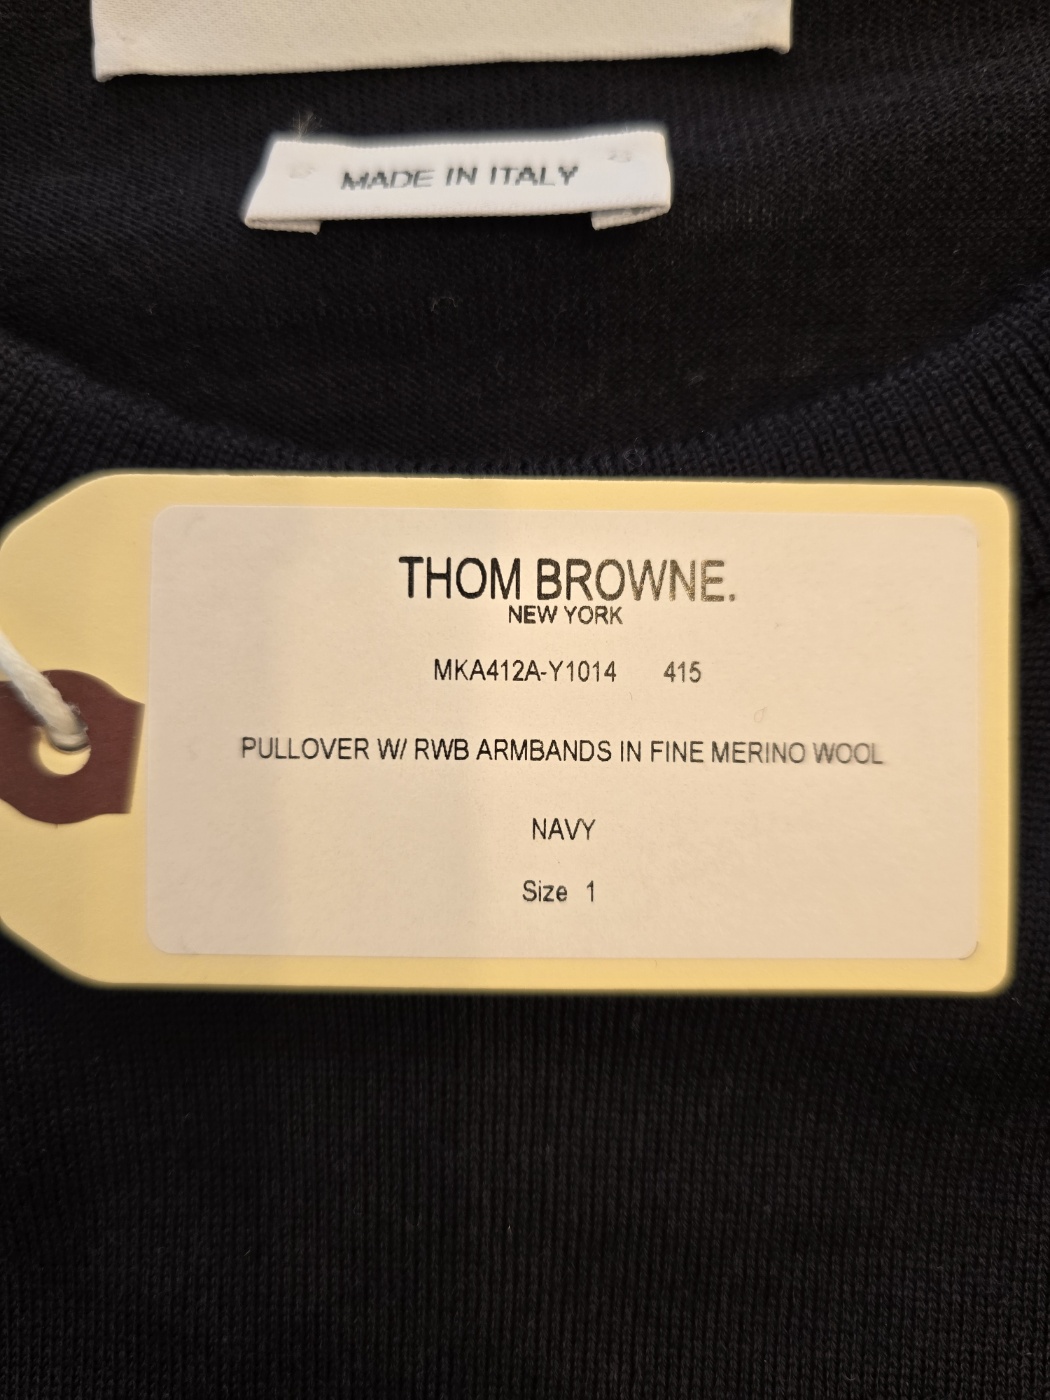 MADE IN ITALY
THOM BROWNE.
NEW YORK
MKA412A-Y1014 415
PULLOVER W/ RWB ARMBANDS IN FINE MERINO WOOL
NAVY
Size 1